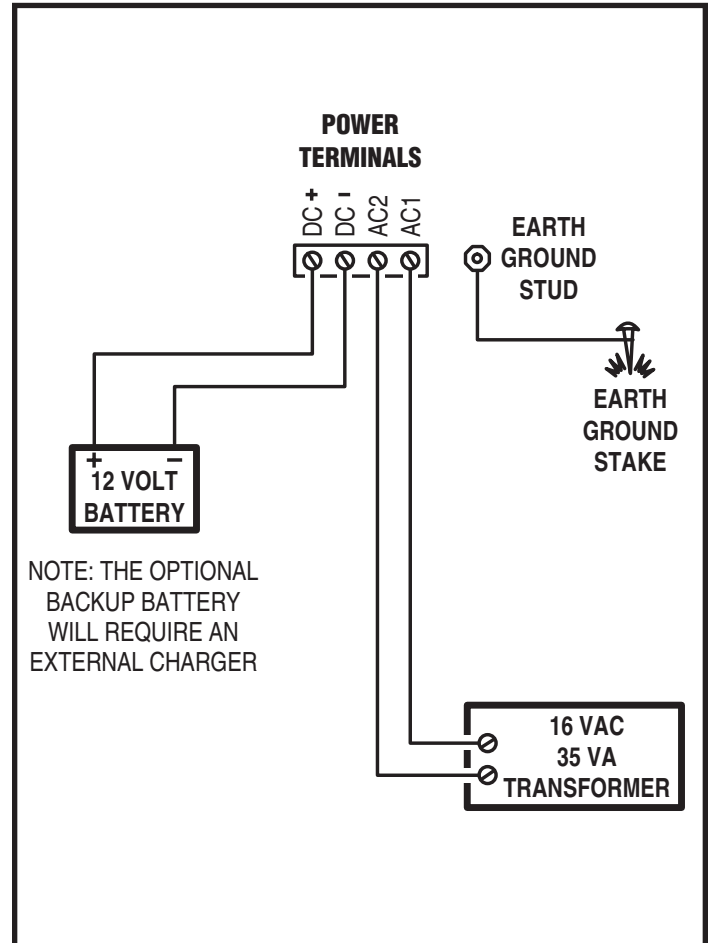 POWER
TERMINALS
DC +
DC -
AC2
AC1
EARTH
GROUND
STUD
EARTH
GROUND
STAKE
+ -
12 VOLT
BATTERY
NOTE: THE OPTIONAL
BACKUP BATTERY
WILL REQUIRE AN
EXTERNAL CHARGER
16 VAC
35 VA
TRANSFORMER